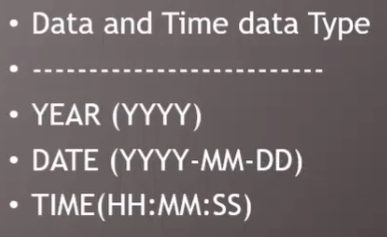 • Data and Time data Type
• --------------------------
• YEAR (YYYY)
• DATE (YYYY-MM-DD)
• TIME(HH:MM:SS)